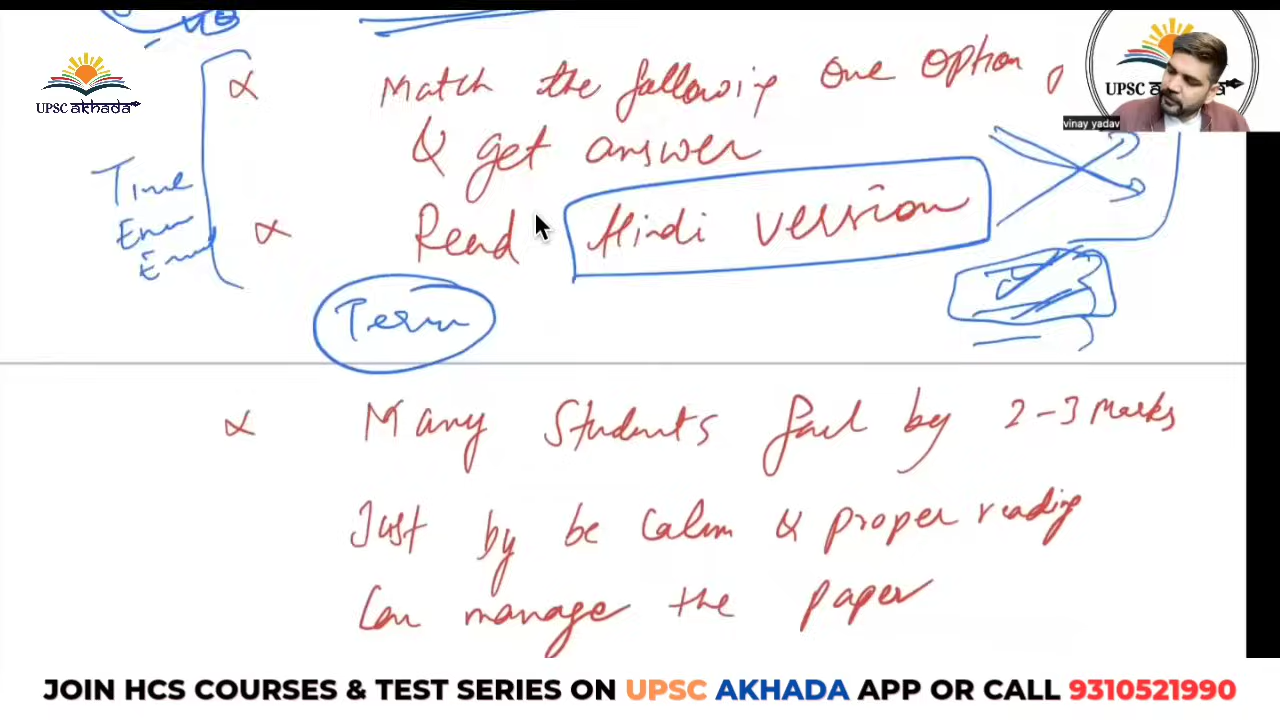 ∝ Match the following one option
& get answer
UPSC akhada
UPSC akhada
vinay yadav
Time
∝ Read Hindi version
Term
∝ Many Students fail by 2-3 Marks
Just by be Calm & proper reading
Can manage the paper
JOIN HCS COURSES & TEST SERIES ON UPSC AKHADA APP OR CALL 9310521990